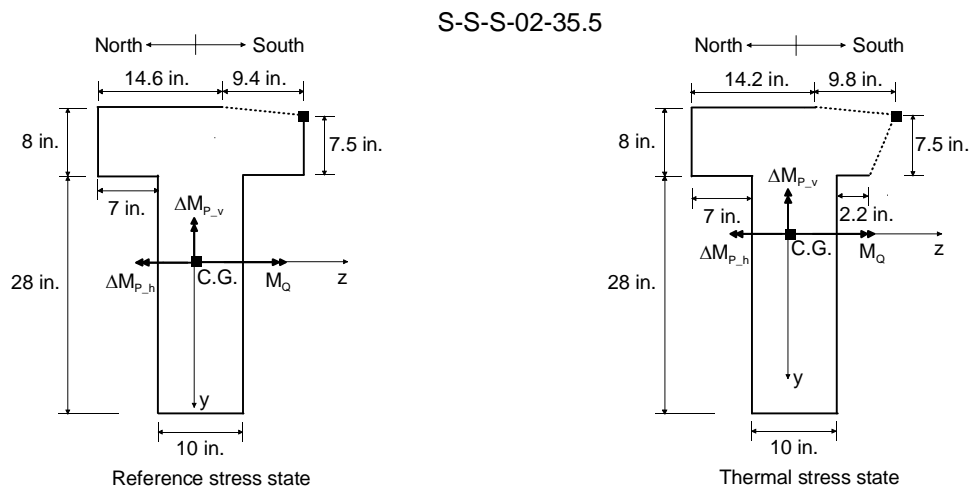 S-S-S-02-35.5
North South
14.6 in. 9.4 in.
8 in.
7.5 in.
7 in.
ΔM_P_v
ΔM_P_h
C.G.
M_Q
z
28 in.
y
10 in.
Reference stress state
North South
14.2 in. 9.8 in.
8 in.
7.5 in.
7 in.
ΔM_P_v
2.2 in.
ΔM_P_h
C.G.
M_Q
z
28 in.
y
10 in.
Thermal stress state